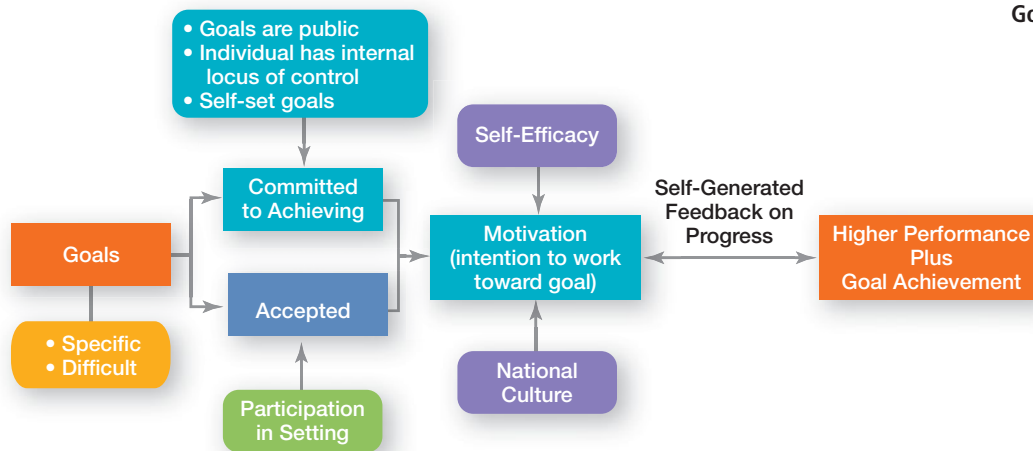 Go
• Goals are public
• Individual has internal
locus of control
• Self-set goals
Self-Efficacy
Committed
to Achieving
Self-Generated
Feedback on
Progress
Goals
Motivation
(intention to work
toward goal)
Higher Performance
Plus
Goal Achievement
Accepted
• Specific
• Difficult
National
Culture
Participation
in Setting